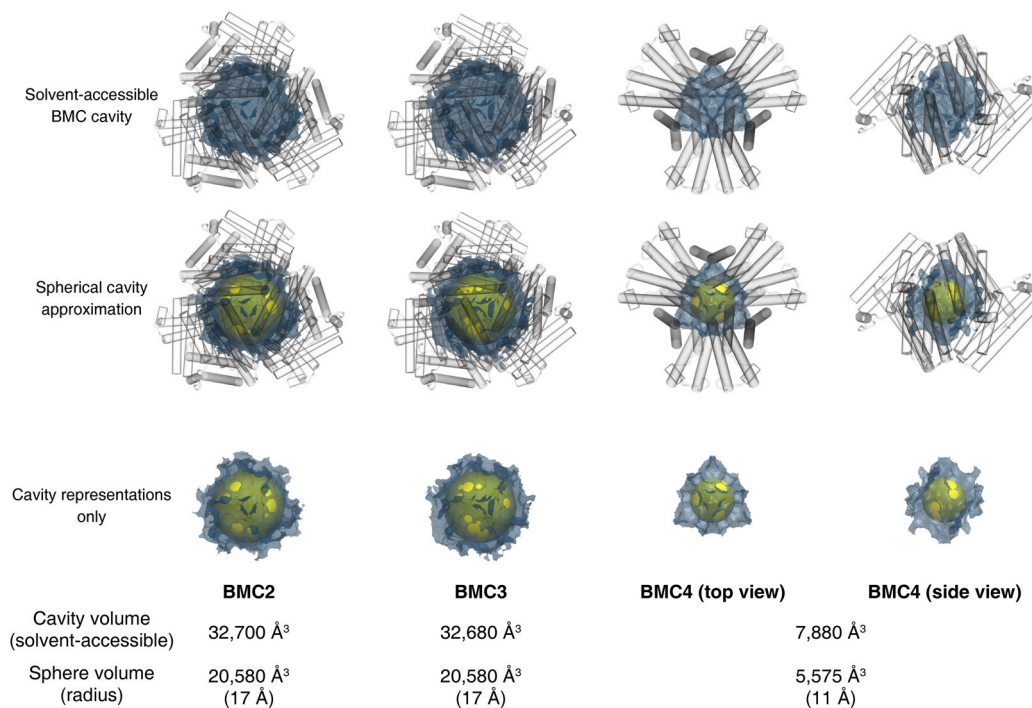 Solvent-accessible
BMC cavity
Spherical cavity
approximation
Cavity representations
only
BMC2 BMC3 BMC4 (top view) BMC4 (side view)
Cavity volume
(solvent-accessible)
32,700 Å³ 32,680 Å³ 7,880 Å³
Sphere volume
(radius)
20,580 Å³ 20,580 Å³ 5,575 Å³
(17 Å) (17 Å) (11 Å)